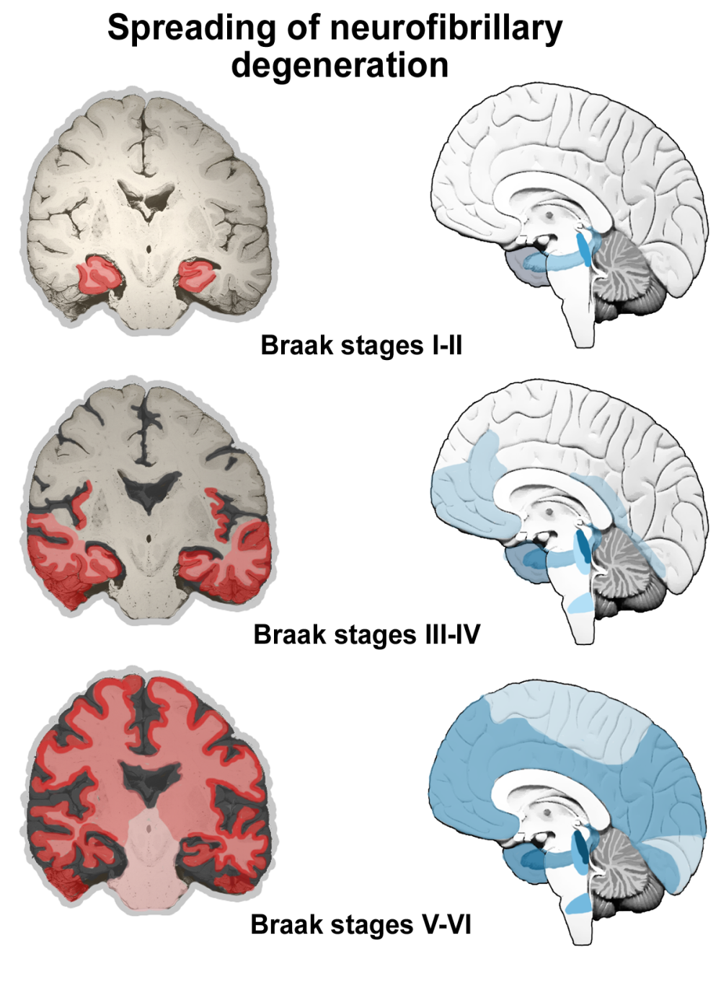 Spreading of neurofibrillary
degeneration
Braak stages I-II
Braak stages III-IV
Braak stages V-VI